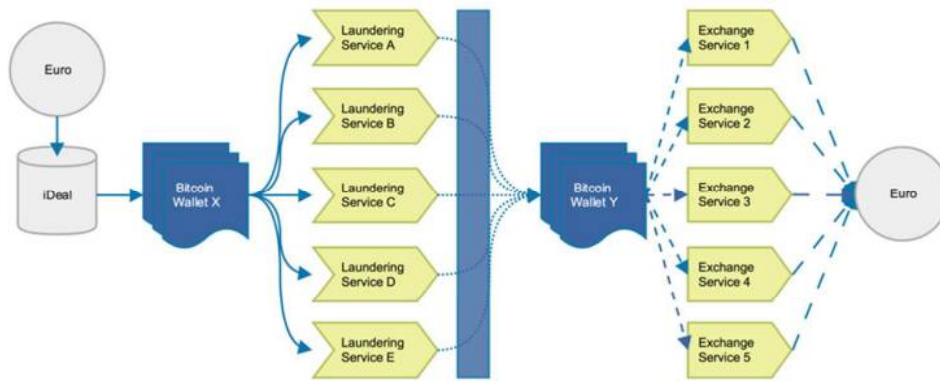 Euro
iDeal
Bitcoin
Wallet X
Laundering
Service A
Laundering
Service B
Laundering
Service C
Laundering
Service D
Laundering
Service E
Bitcoin
Wallet Y
Exchange
Service 1
Exchange
Service 2
Exchange
Service 3
Exchange
Service 4
Exchange
Service 5
Euro